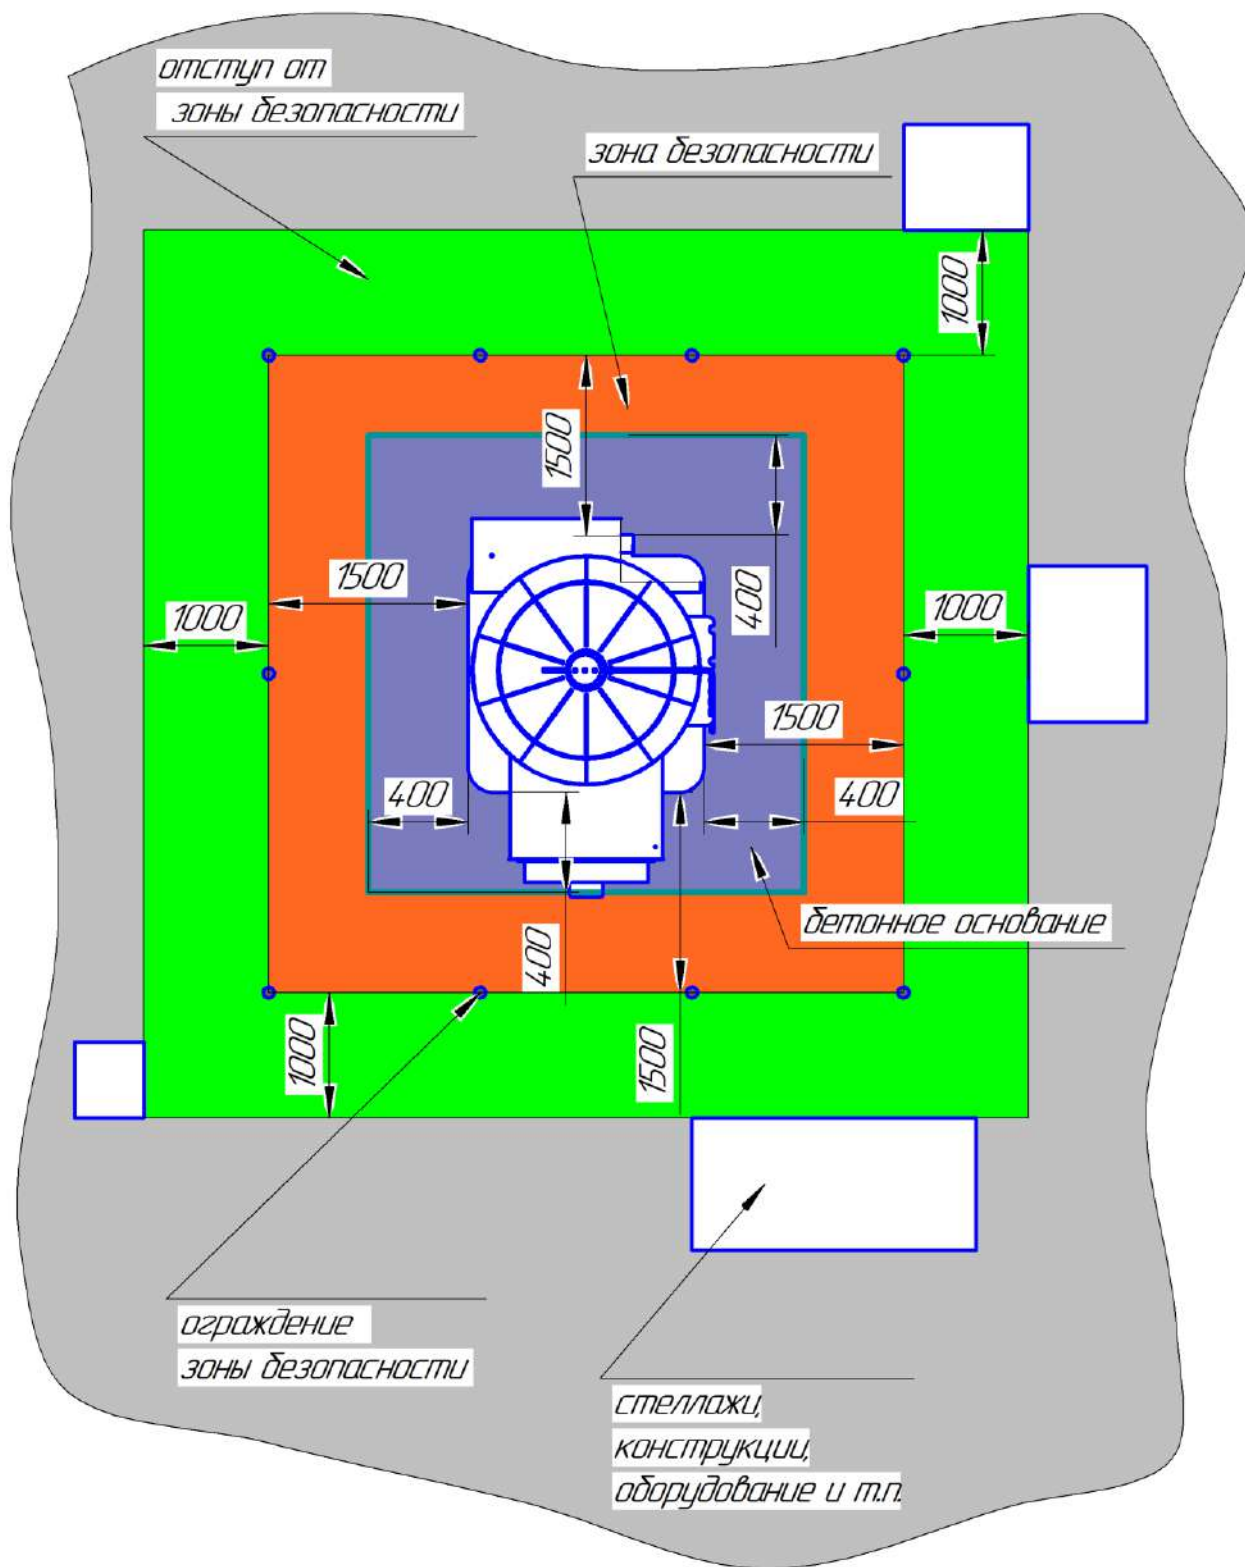 отступ от
зоны безопасности
зона безопасности
1000
1500
400
1500
1000
1000
1500
400
400
бетонное основание
400
1000
1500
ограждение
зоны безопасности
стеллажи,
конструкции,
оборудование и т.п.